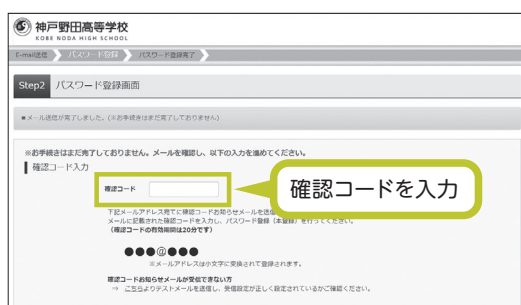 神戸野田高等学校
KOBE NODA HIGH SCHOOL
E-mail送信 パスワード登録 パスワード登録完了
Step2 パスワード登録画面
■メール送信が完了しました。(※お手続きはまだ完了しておりません)
※お手続きはまだ完了しておりません。メールを確認し、以下の入力を進めてください。
確認コード入力
確認コード
確認コードを入力
下記メールアドレス宛てに確認コードお知らせメールを送信
メールに記載された確認コードを入力し、パスワード登録（本登録）を行ってください。
(確認コードの有効期間は20分です)
●●●@●●●
※メールアドレスは小文字に変換されて登録されます。
確認コードお知らせメールが受信できない方
⇒ こちらよりテストメールを送信し、受信設定が正しく設定されているかご確認ください。